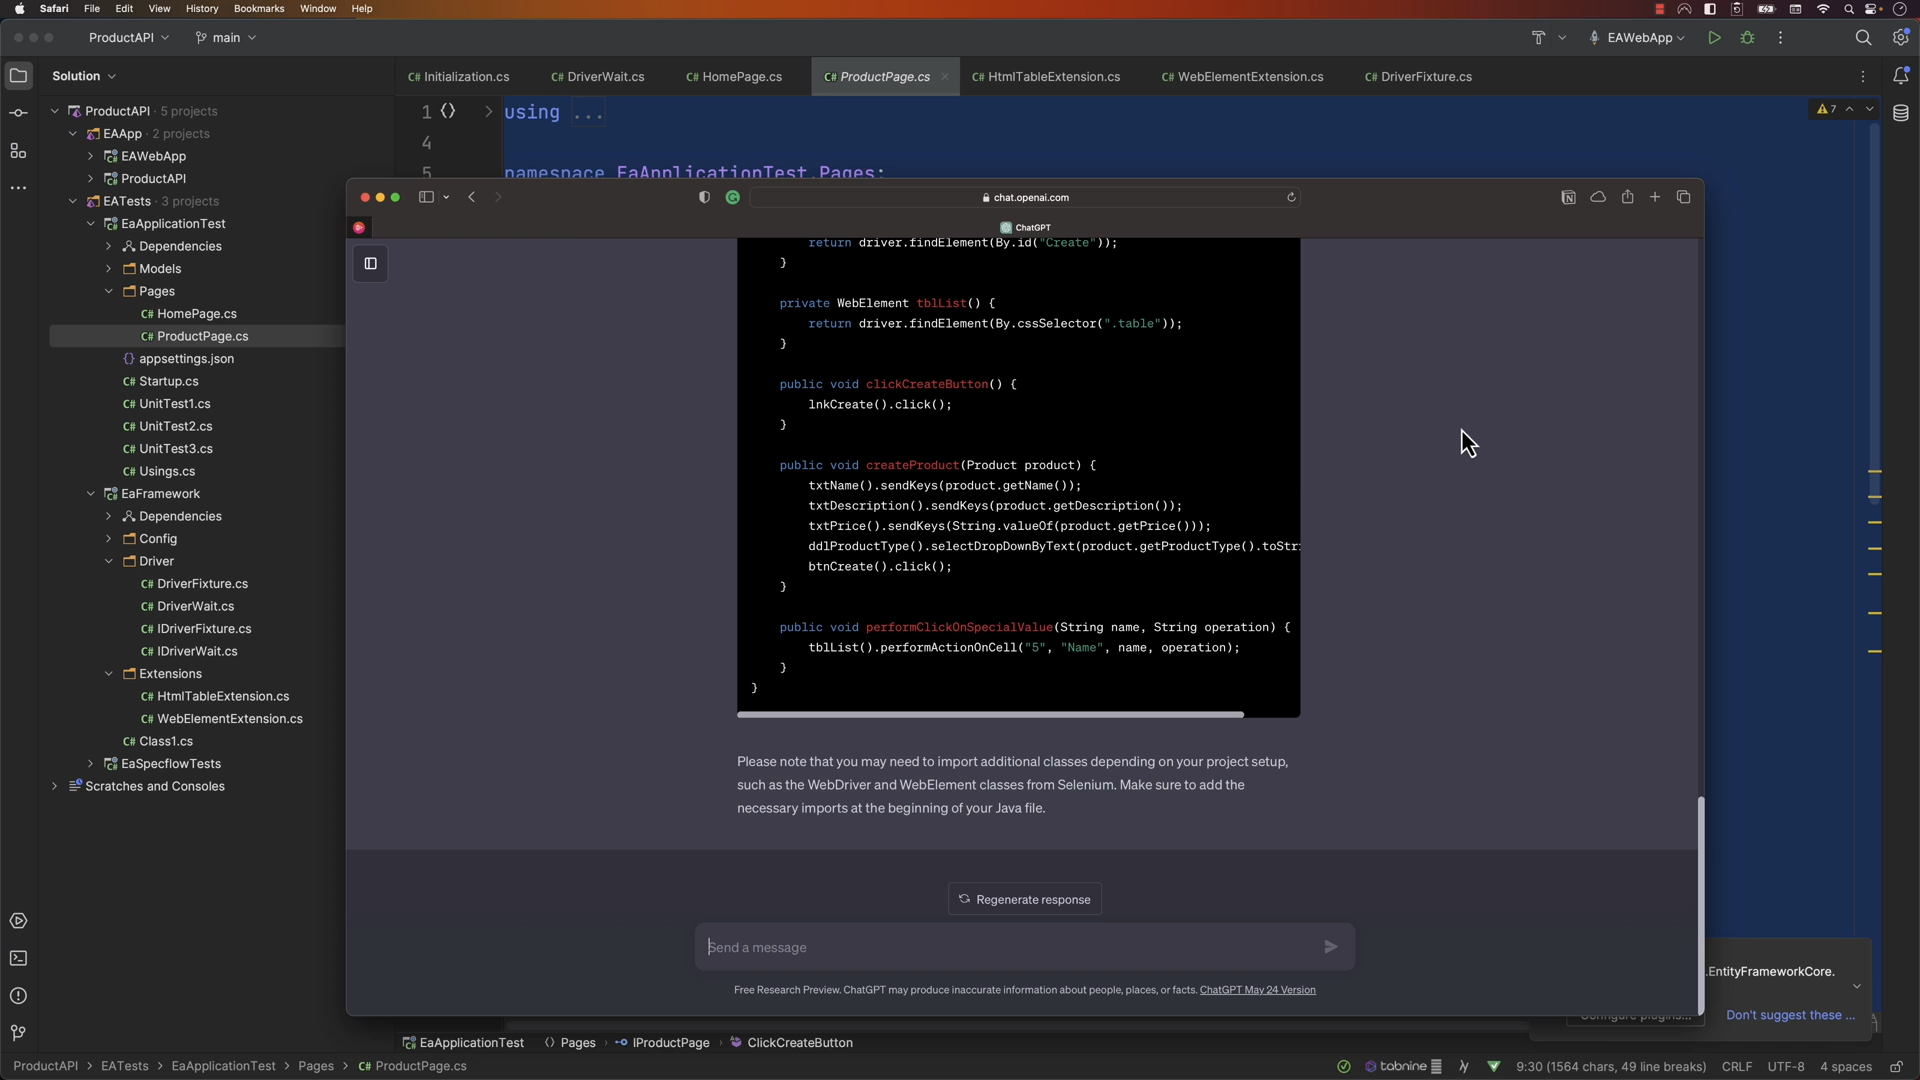 Safari File Edit View History Bookmarks Window Help
ProductAPI main EAWebApp
Solution
C# Initialization.cs C# DriverWait.cs C# HomePage.cs C# ProductPage.cs C# HtmlTableExtension.cs C# WebElementExtension.cs C# DriverFixture.cs
ProductAPI · 5 projects
EAApp · 2 projects
EAWebApp
ProductAPI
EATests · 3 projects
EaApplicationTest
Dependencies
Models
Pages
C# HomePage.cs
C# ProductPage.cs
{} appsettings.json
C# Startup.cs
C# UnitTest1.cs
C# UnitTest2.cs
C# UnitTest3.cs
C# Usings.cs
EaFramework
Dependencies
Config
Driver
C# DriverFixture.cs
C# DriverWait.cs
C# IDriverFixture.cs
C# IDriverWait.cs
Extensions
C# HtmlTableExtension.cs
C# WebElementExtension.cs
C# Class1.cs
EaSpecflowTests
Scratches and Consoles
1 {} > using ...
4
5 namespace EaApplicationTest.Pages;
7
chat.openai.com
ChatGPT
return driver.findElement(By.id("Create"));
}
private WebElement tblList() {
return driver.findElement(By.cssSelector(".table"));
}
public void clickCreateButton() {
lnkCreate().click();
}
public void createProduct(Product product) {
txtName().sendKeys(product.getName());
txtDescription().sendKeys(product.getDescription());
txtPrice().sendKeys(String.valueOf(product.getPrice()));
ddlProductType().selectDropDownByText(product.getProductType().toStri
btnCreate().click();
}
public void performClickOnSpecialValue(String name, String operation) {
tblList().performActionOnCell("5", "Name", name, operation);
}
}
Please note that you may need to import additional classes depending on your project setup,
such as the WebDriver and WebElement classes from Selenium. Make sure to add the
necessary imports at the beginning of your Java file.
Regenerate response
Send a message
Free Research Preview. ChatGPT may produce inaccurate information about people, places, or facts. ChatGPT May 24 Version
.EntityFrameworkCore.
Configure plugins... Don't suggest these ...
EaApplicationTest {} Pages IProductPage ClickCreateButton
ProductAPI > EATests > EaApplicationTest > Pages > C# ProductPage.cs
tabnine 9:30 (1564 chars, 49 line breaks) CRLF UTF-8 4 spaces